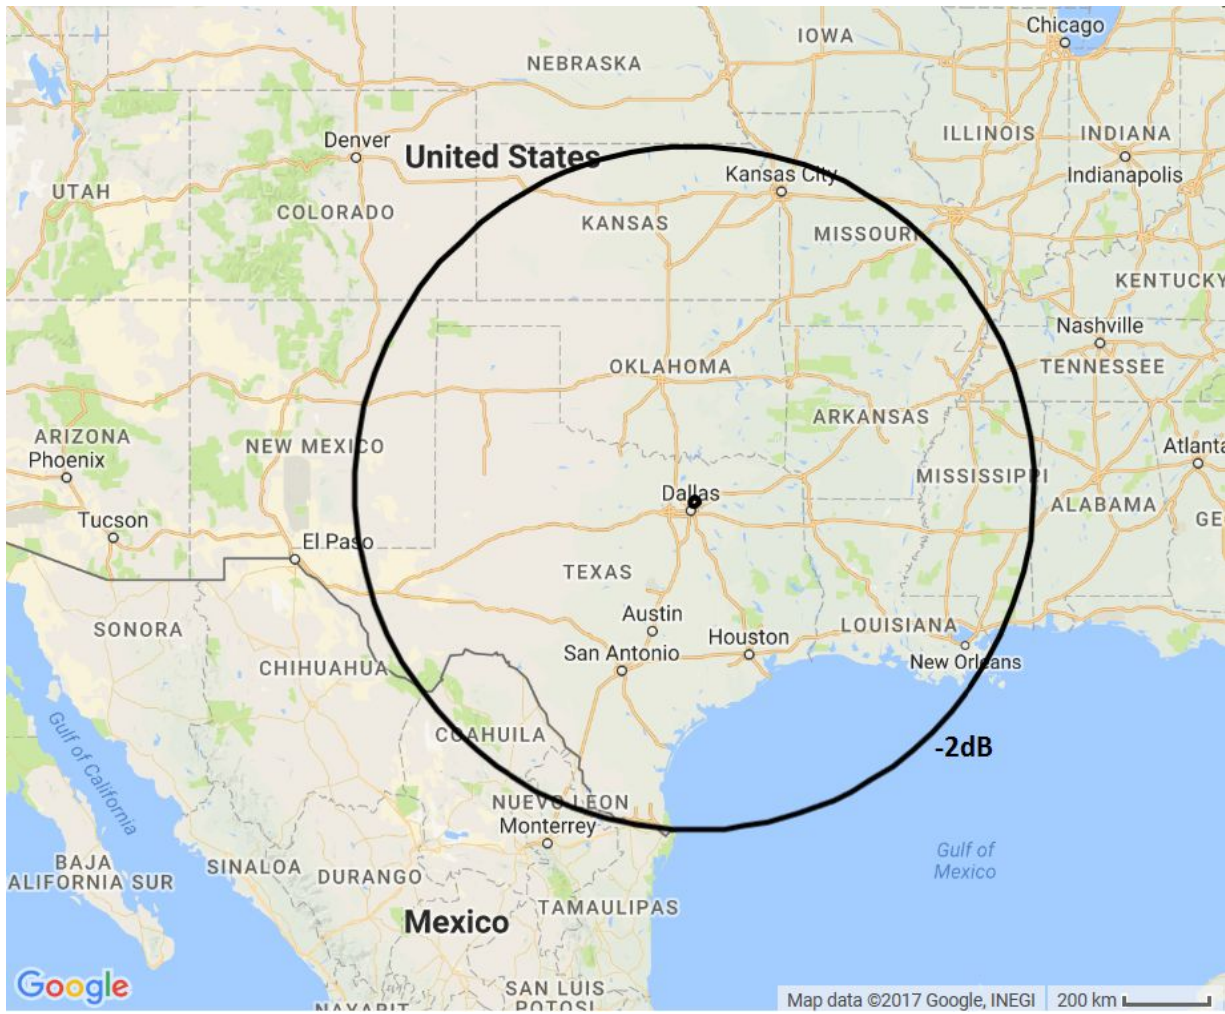 Chicago
IOWA
NEBRASKA
ILLINOIS
INDIANA
Denver
United States
Kansas City
Indianapolis
UTAH
COLORADO
KANSAS
MISSOURI
KENTUCKY
Nashville
OKLAHOMA
TENNESSEE
ARKANSAS
ARIZONA
NEW MEXICO
Atlanta
Phoenix
MISSISSIPPI
Dallas
ALABAMA
Tucson
GE
El Paso
TEXAS
Austin
SONORA
LOUISIANA
Houston
San Antonio
New Orleans
CHIHUAHUA
COAHUILA
-2dB
Gulf of California
NUEVO LEON
Monterrey
Gulf of
Mexico
BAJA
ALIFORNIA SUR
SINALOA
DURANGO
TAMAULIPAS
Mexico
SAN LUIS
POTOSI
NAYARIT
Google
Map data ©2017 Google, INEGI
200 km